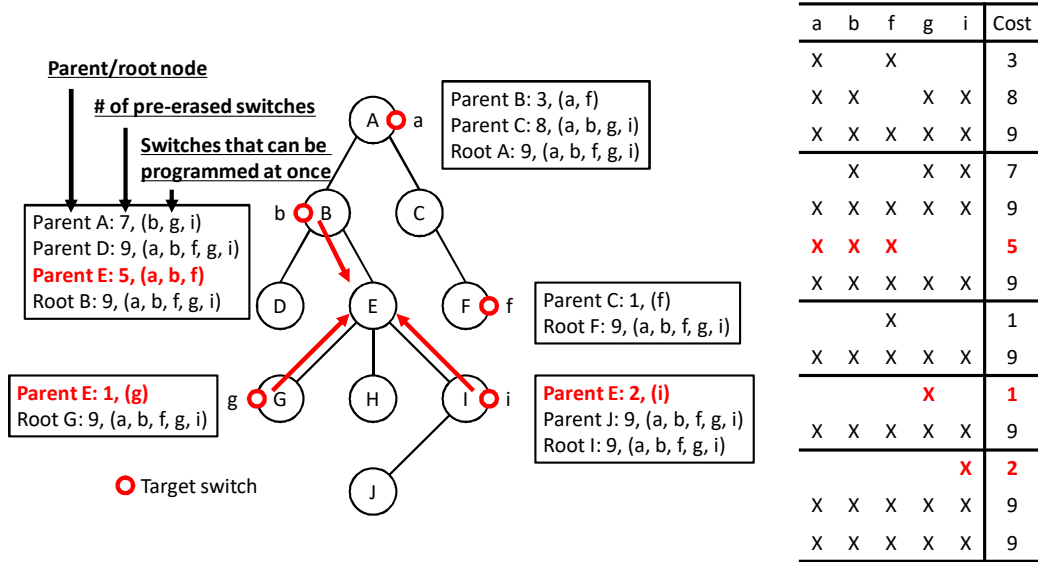 Parent/root node
# of pre-erased switches
Switches that can be
programmed at once
Parent A: 7, (b, g, i)
Parent D: 9, (a, b, f, g, i)
Parent E: 5, (a, b, f)
Root B: 9, (a, b, f, g, i)
Parent B: 3, (a, f)
Parent C: 8, (a, b, g, i)
Root A: 9, (a, b, f, g, i)
A a
b B C
D E F f
Parent C: 1, (f)
Root F: 9, (a, b, f, g, i)
Parent E: 1, (g)
Root G: 9, (a, b, f, g, i)
g G H I i
Parent E: 2, (i)
Parent J: 9, (a, b, f, g, i)
Root I: 9, (a, b, f, g, i)
J
Target switch
a b f g i Cost
X X 3
X X X X 8
X X X X X 9
X X X 7
X X X X X 9
X X X 5
X X X X X 9
X 1
X X X X X 9
X 1
X X X X X 9
X 2
X X X X X 9
X X X X X 9